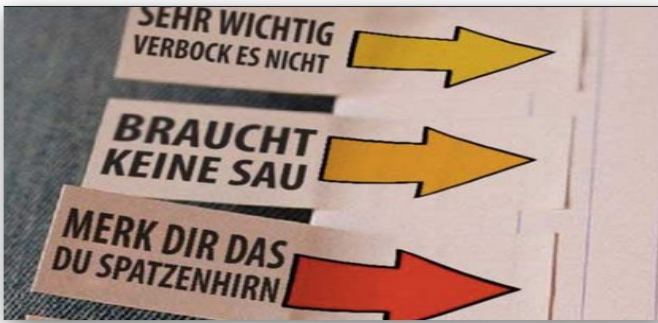 SEHR WICHTIG
VERBOCK ES NICHT
BRAUCHT
KEINE SAU
MERK DIR DAS
DU SPATZENHIRN